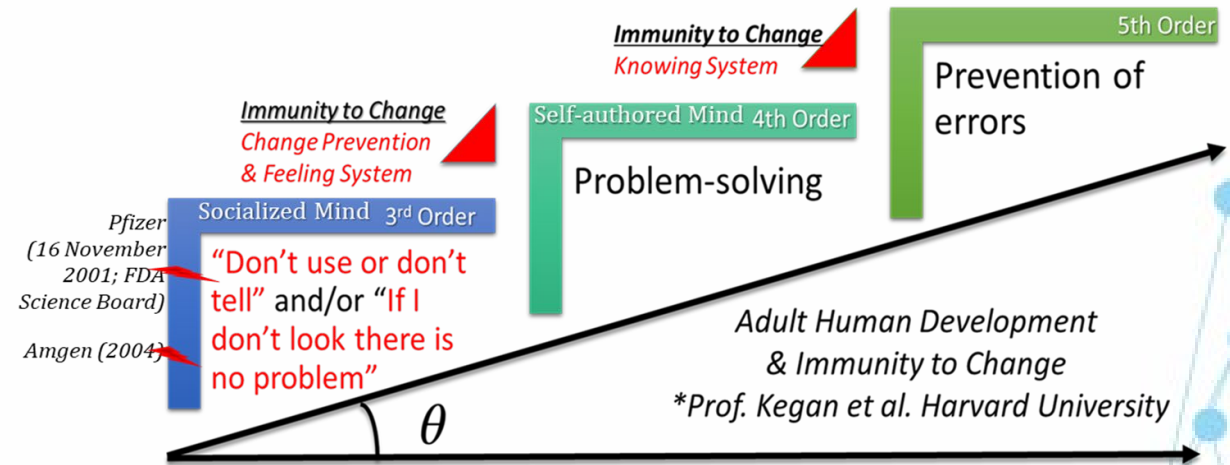 Immunity to Change
Knowing System
5th Order
Prevention of
errors
Immunity to Change
Change Prevention
& Feeling System
Self-authored Mind 4th Order
Problem-solving
Socialized Mind 3rd Order
Pfizer
(16 November
2001; FDA
Science Board)
Amgen (2004)
“Don’t use or don’t
tell” and/or “If I
don’t look there is
no problem”
θ
Adult Human Development
& Immunity to Change
*Prof. Kegan et al. Harvard University